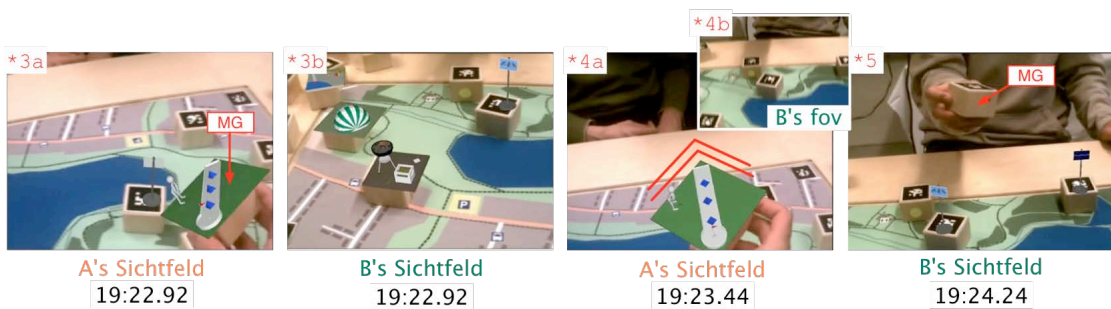 *3a
MG
A's Sichtfeld
19:22.92
*3b
P
B's Sichtfeld
19:22.92
*4a
*4b
B's fov
A's Sichtfeld
19:23.44
*5
MG
B's Sichtfeld
19:24.24